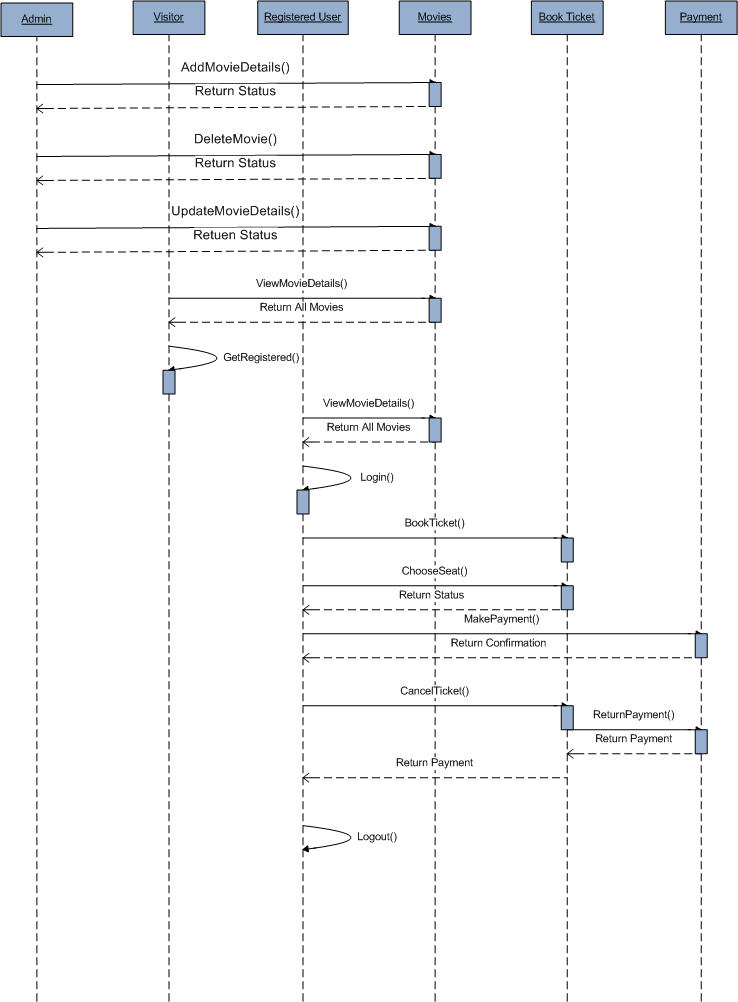 Admin
Visitor
Registered User
Movies
Book Ticket
Payment
AddMovieDetails()
Return Status
DeleteMovie()
Return Status
UpdateMovieDetails()
Retuen Status
ViewMovieDetails()
Return All Movies
GetRegistered()
ViewMovieDetails()
Return All Movies
Login()
BookTicket()
ChooseSeat()
Return Status
MakePayment()
Return Confirmation
CancelTicket()
ReturnPayment()
Return Payment
Return Payment
Logout()